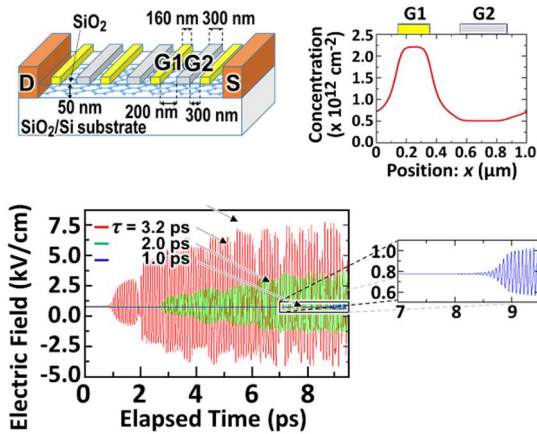 SiO2
160 nm 300 nm
G1 G2
D S
50 nm
200 nm 300 nm
SiO2/Si substrate
G1 G2
Concentration
(x 10^12 cm^-2)
2.5
2.0
1.5
1.0
0.5
0
0 0.2 0.4 0.6 0.8 1.0
Position: x (μm)
Electric Field (kV/cm)
7.5
5.0
2.5
0.0
-2.5
-5.0
τ = 3.2 ps
2.0 ps
1.0 ps
0 2 4 6 8
Elapsed Time (ps)
1.0
0.8
0.6
7 8 9